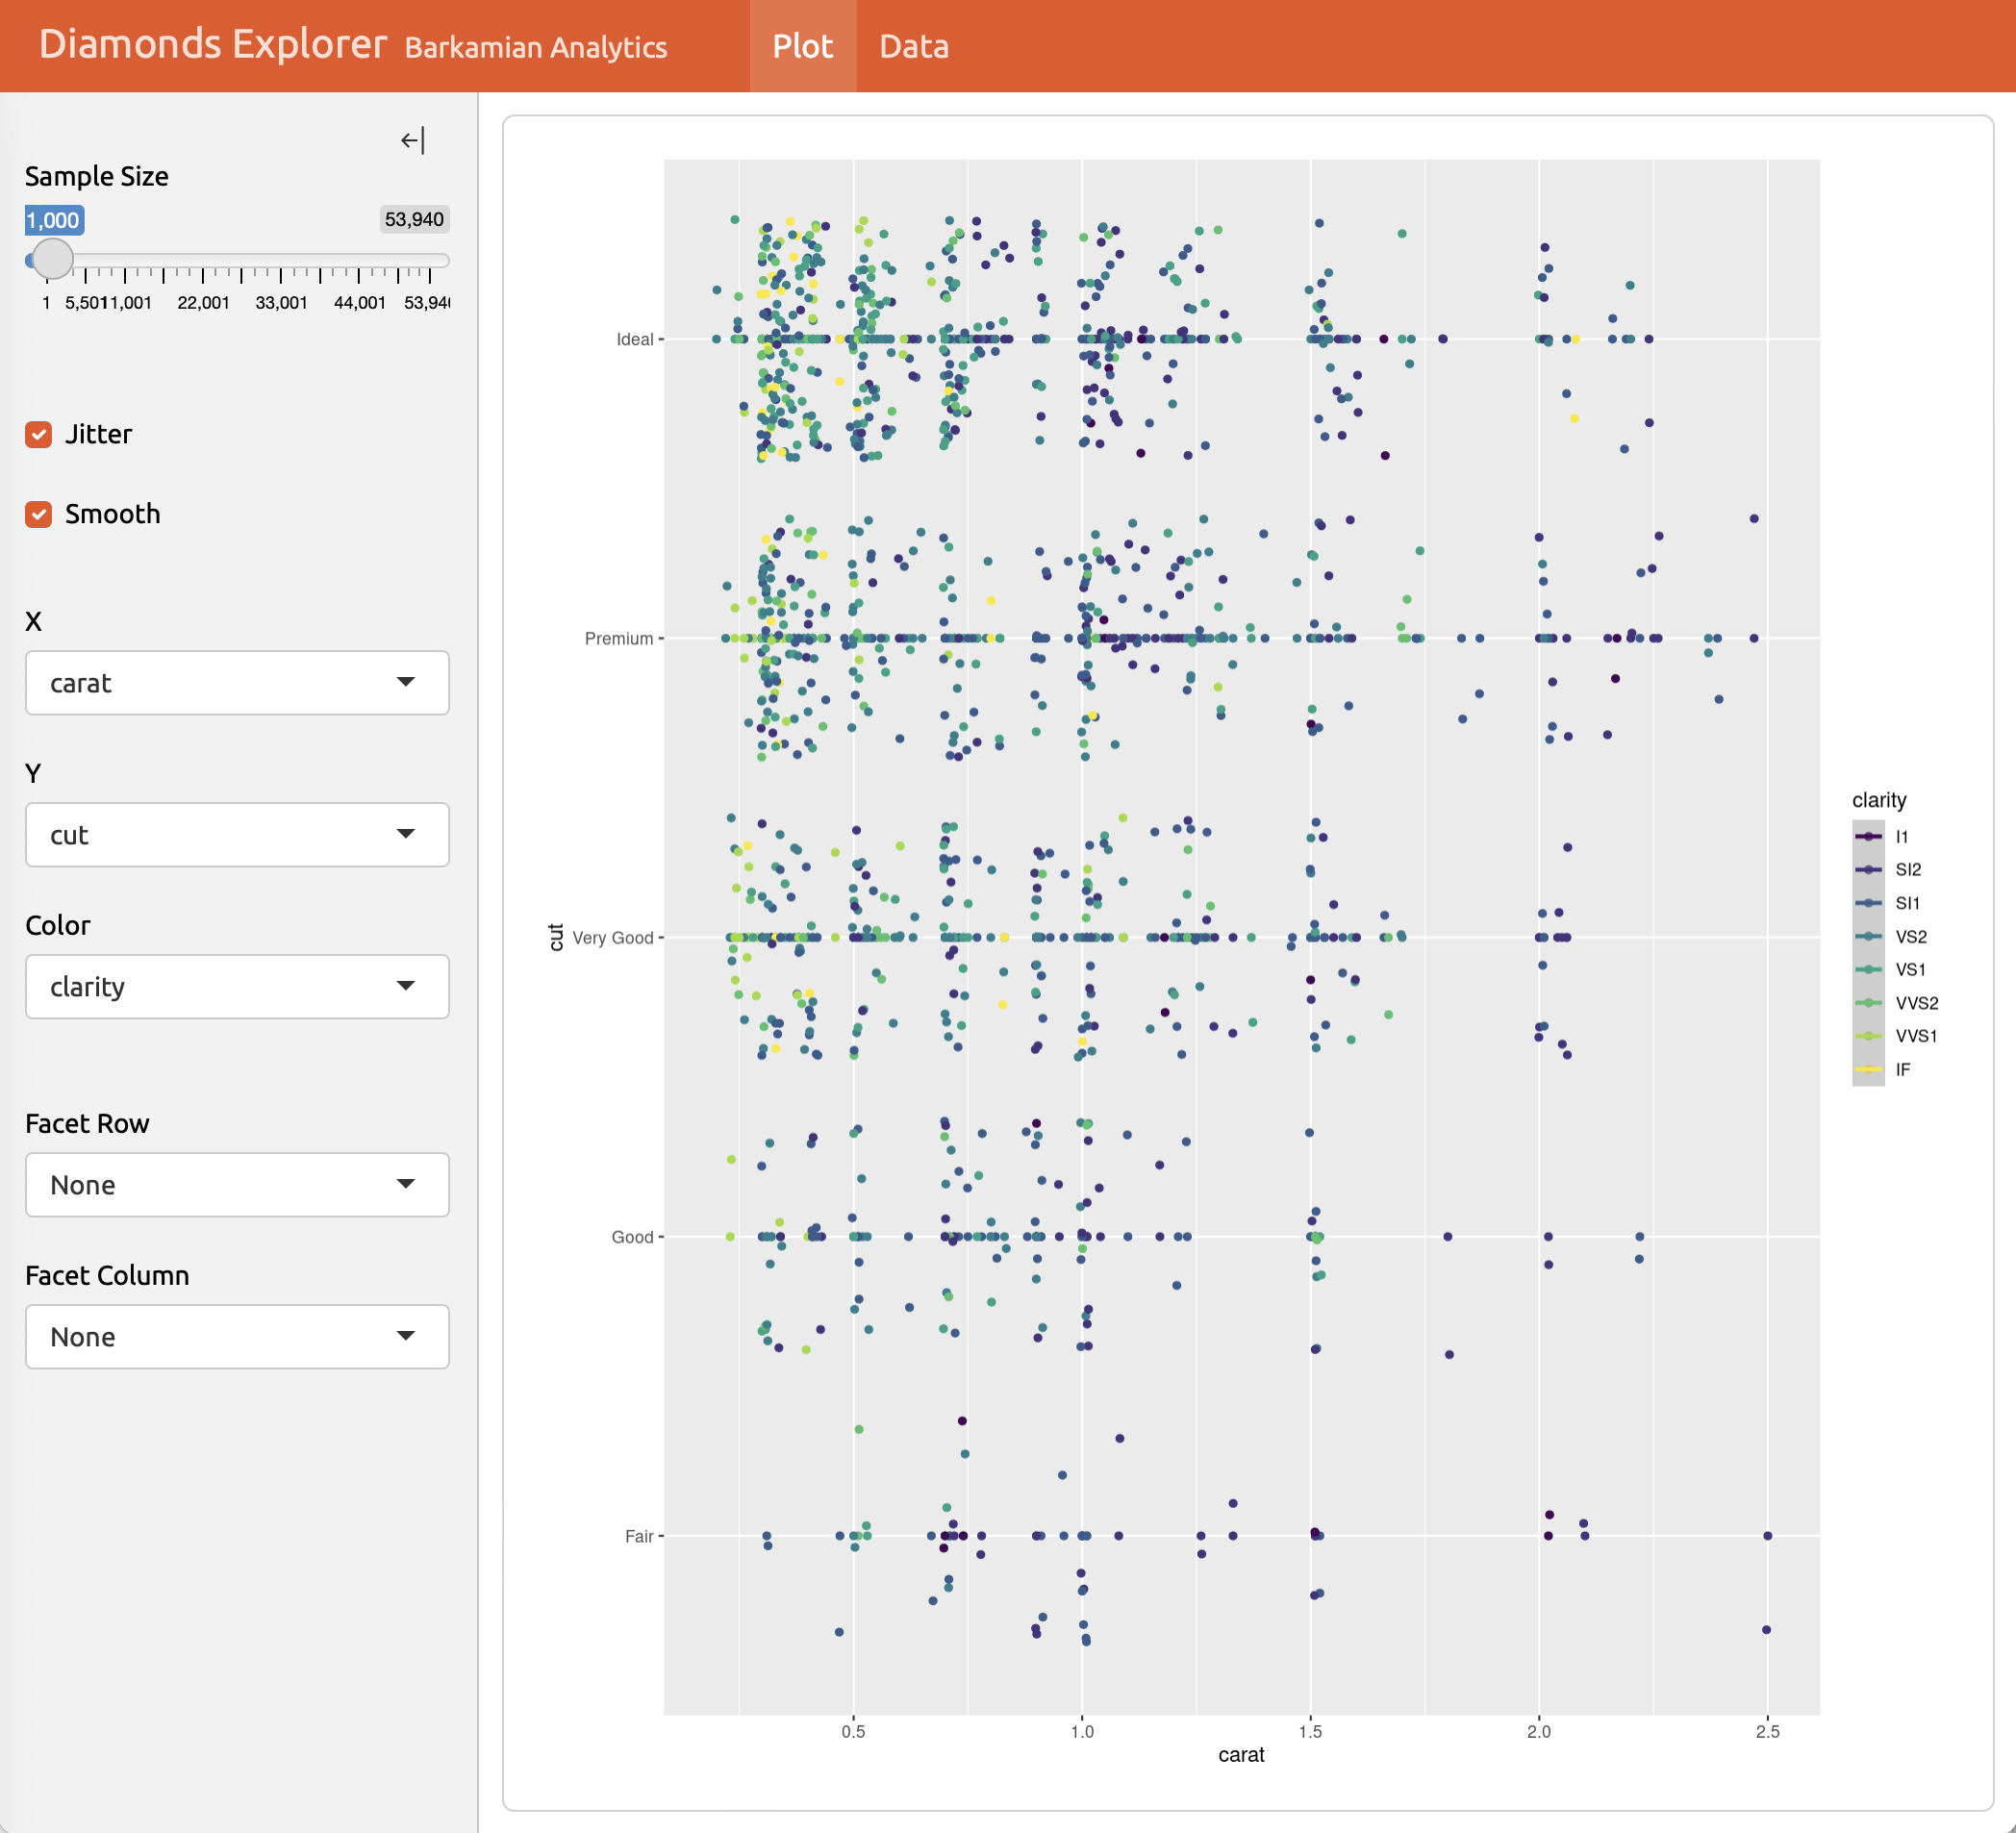 Diamonds Explorer Barkamian Analytics Plot Data
Sample Size
1,000 53,940
1 5,501 11,001 22,001 33,001 44,001 53,940
Jitter
Smooth
X
carat
Y
cut
Color
clarity
Facet Row
None
Facet Column
None
cut
Ideal
Premium
Very Good
Good
Fair
0.5 1.0 1.5 2.0 2.5
carat
clarity
I1
SI2
SI1
VS2
VS1
VVS2
VVS1
IF